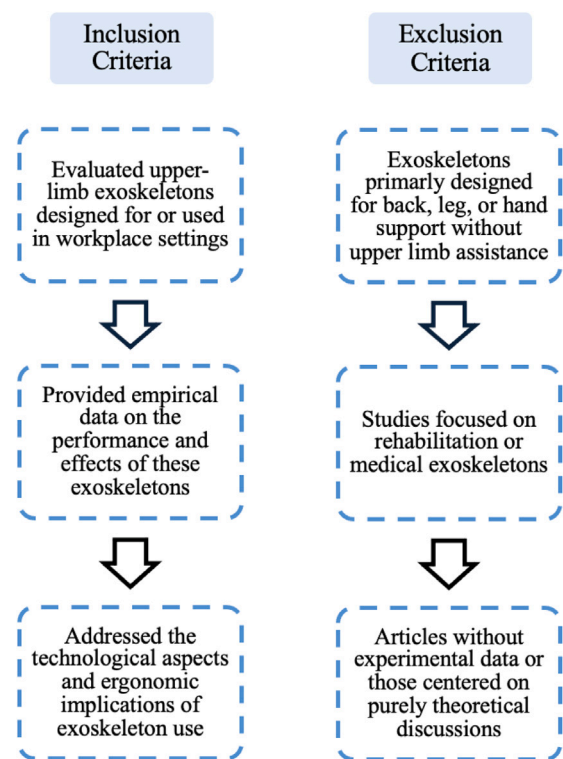 Inclusion
Criteria
Evaluated upper-
limb exoskeletons
designed for or used
in workplace settings
Provided empirical
data on the
performance and
effects of these
exoskeletons
Addressed the
technological aspects
and ergonomic
implications of
exoskeleton use
Exclusion
Criteria
Exoskeletons
primarly designed
for back, leg, or hand
support without
upper limb assistance
Studies focused on
rehabilitation or
medical exoskeletons
Articles without
experimental data or
those centered on
purely theoretical
discussions